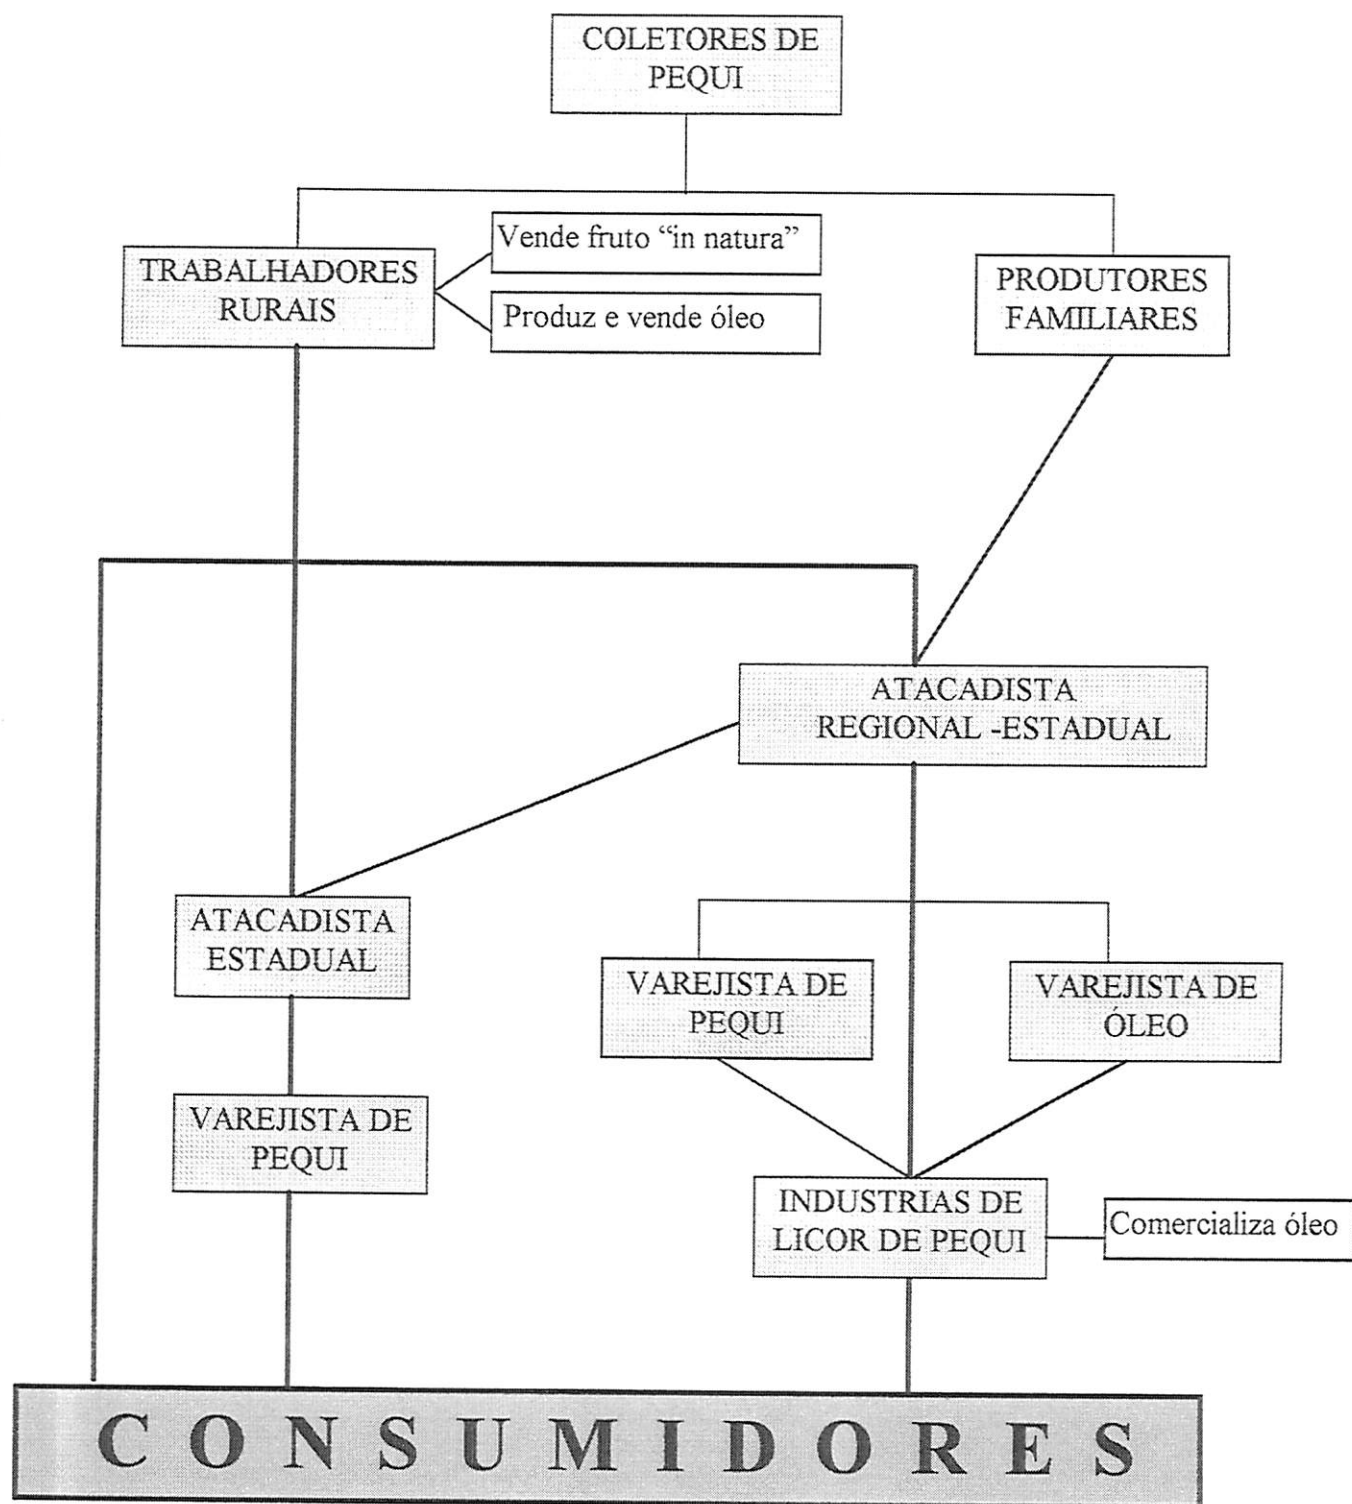 COLETORES DE
PEQUI
Vende fruto “in natura”
TRABALHADORES
RURAIS
Produz e vende óleo
PRODUTORES
FAMILIARES
ATACADISTA
REGIONAL -ESTADUAL
ATACADISTA
ESTADUAL
VAREJISTA DE
PEQUI
VAREJISTA DE
ÓLEO
VAREJISTA DE
PEQUI
INDUSTRIAS DE
LICOR DE PEQUI
Comercializa óleo
CONSUMIDORES